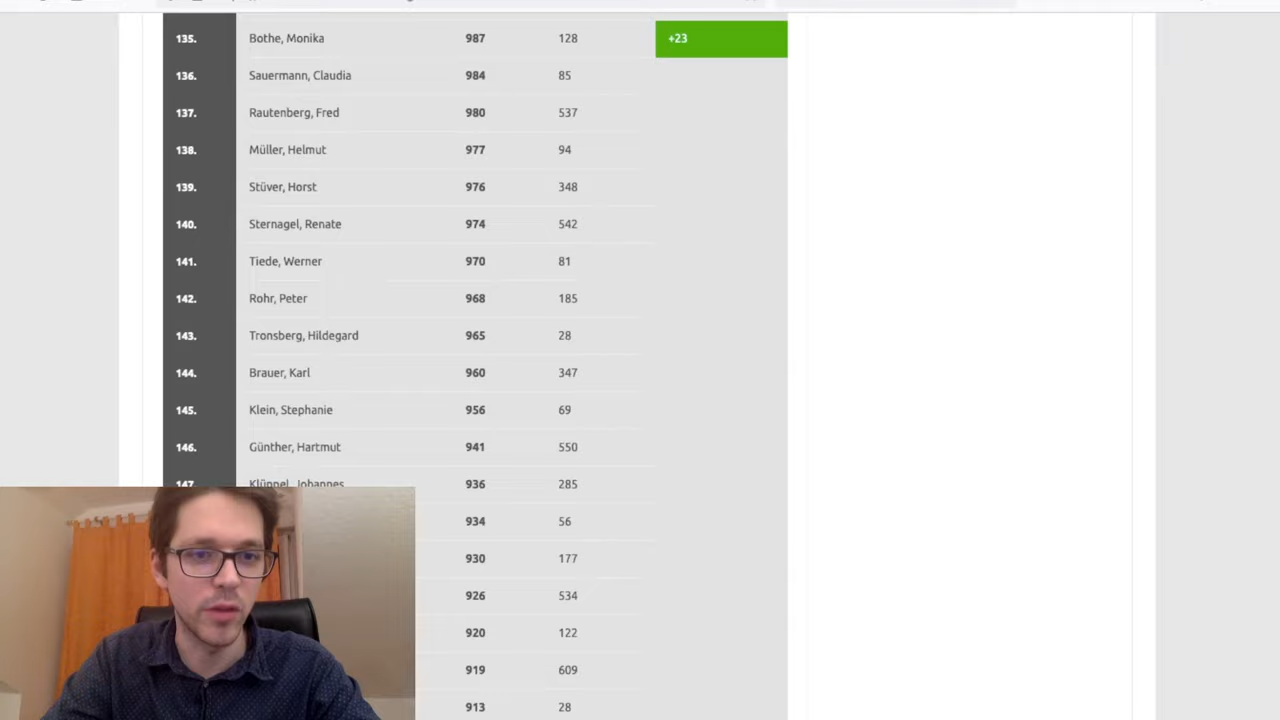 135. Bothe, Monika 987 128 +23
136. Sauermann, Claudia 984 85
137. Rautenberg, Fred 980 537
138. Müller, Helmut 977 94
139. Stüver, Horst 976 348
140. Sternagel, Renate 974 542
141. Tiede, Werner 970 81
142. Rohr, Peter 968 185
143. Tronsberg, Hildegard 965 28
144. Brauer, Karl 960 347
145. Klein, Stephanie 956 69
146. Günther, Hartmut 941 550
147. Klüppel, Johannes 936 285
934 56
930 177
926 534
920 122
919 609
913 28